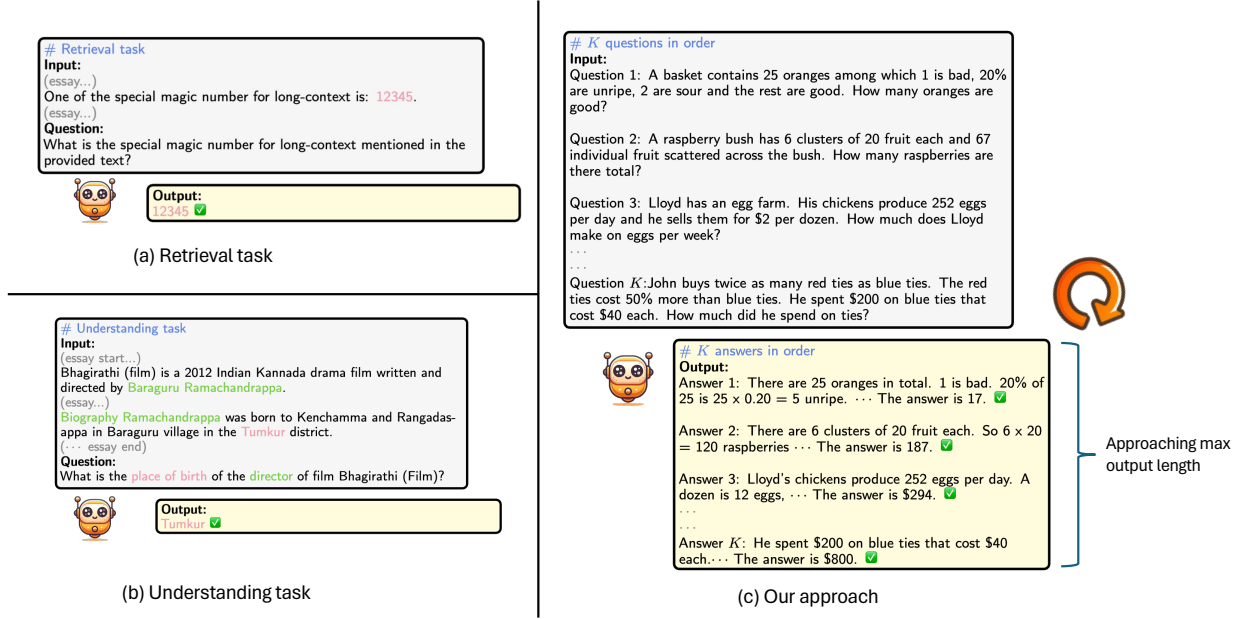 # Retrieval task
Input:
(essay...)
One of the special magic number for long-context is: 12345.
(essay...)
Question:
What is the special magic number for long-context mentioned in the
provided text?
Output:
12345 ✅
(a) Retrieval task
# Understanding task
Input:
(essay start...)
Bhagirathi (film) is a 2012 Indian Kannada drama film written and
directed by Baraguru Ramachandrappa.
(essay...)
Biography Ramachandrappa was born to Kenchamma and Rangadas-
appa in Baraguru village in the Tumkur district.
(··· essay end)
Question:
What is the place of birth of the director of film Bhagirathi (Film)?
Output:
Tumkur ✅
(b) Understanding task
# K questions in order
Input:
Question 1: A basket contains 25 oranges among which 1 is bad, 20%
are unripe, 2 are sour and the rest are good. How many oranges are
good?
Question 2: A raspberry bush has 6 clusters of 20 fruit each and 67
individual fruit scattered across the bush. How many raspberries are
there total?
Question 3: Lloyd has an egg farm. His chickens produce 252 eggs
per day and he sells them for $2 per dozen. How much does Lloyd
make on eggs per week?
...
...
Question K:John buys twice as many red ties as blue ties. The red
ties cost 50% more than blue ties. He spent $200 on blue ties that
cost $40 each. How much did he spend on ties?
# K answers in order
Output:
Answer 1: There are 25 oranges in total. 1 is bad. 20% of
25 is 25 x 0.20 = 5 unripe. ··· The answer is 17. ✅
Answer 2: There are 6 clusters of 20 fruit each. So 6 x 20
= 120 raspberries ··· The answer is 187. ✅
Answer 3: Lloyd's chickens produce 252 eggs per day. A
dozen is 12 eggs, ··· The answer is $294. ✅
...
...
Answer K: He spent $200 on blue ties that cost $40
each.··· The answer is $800. ✅
Approaching max
output length
(c) Our approach